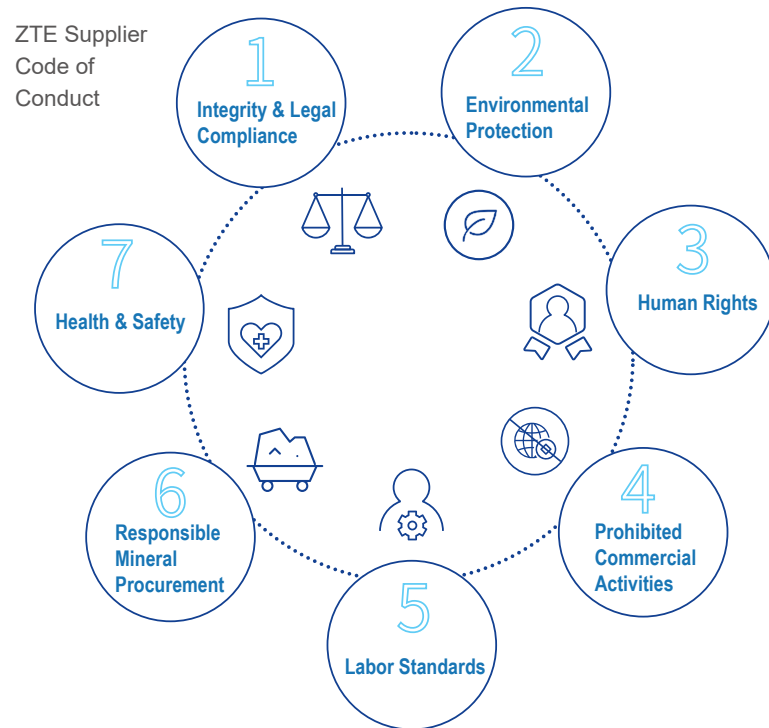 ZTE Supplier
Code of
Conduct
1
Integrity & Legal
Compliance
2
Environmental
Protection
3
Human Rights
4
Prohibited
Commercial
Activities
5
Labor Standards
6
Responsible
Mineral
Procurement
7
Health & Safety